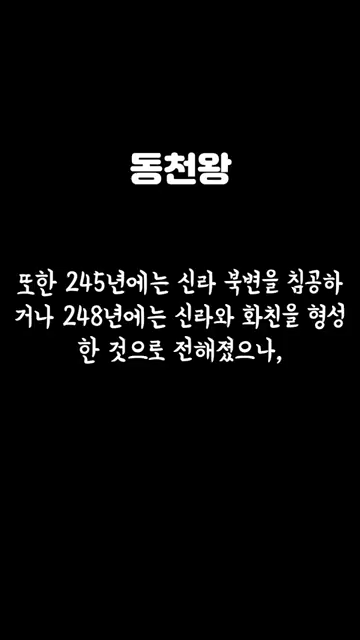 동천왕
또한 245년에는 신라 북변을 침공하
거나 248년에는 신라와 화친을 형성
한 것으로 전해졌으나,